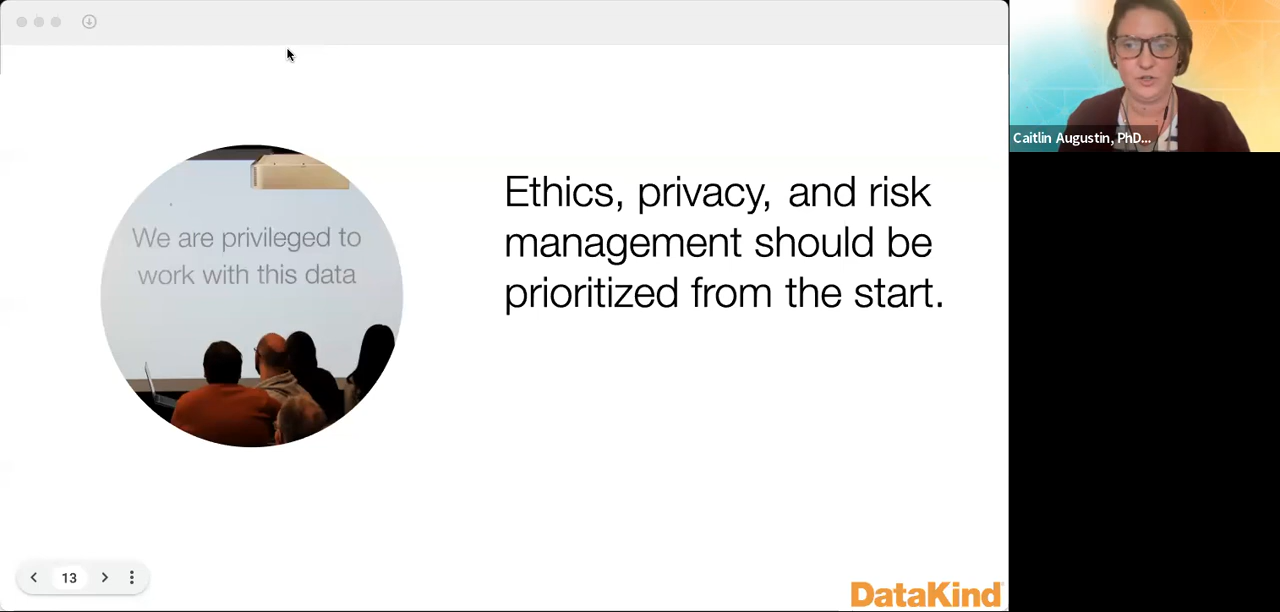 Caitlin Augustin, PhD...
We are privileged to
work with this data
Ethics, privacy, and risk
management should be
prioritized from the start.
13
DataKind